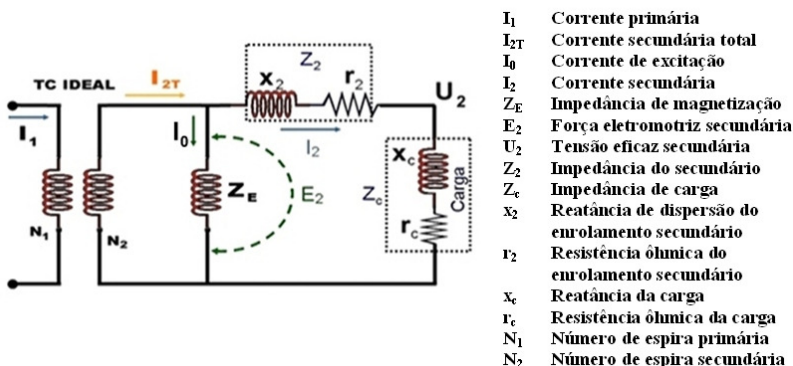 TC IDEAL
I2T
Z2
x2
r2
U2
I1
I0
I2
ZE
E2
Zc
xc
rc
Carga
N1
N2
I1 Corrente primária
I2T Corrente secundária total
I0 Corrente de excitação
I2 Corrente secundária
ZE Impedância de magnetização
E2 Força eletromotriz secundária
U2 Tensão eficaz secundária
Z2 Impedância do secundário
Zc Impedância de carga
x2 Reatância de dispersão do
enrolamento secundário
r2 Resistência ôhmica do
enrolamento secundário
xc Reatância da carga
rc Resistência ôhmica da carga
N1 Número de espira primária
N2 Número de espira secundária